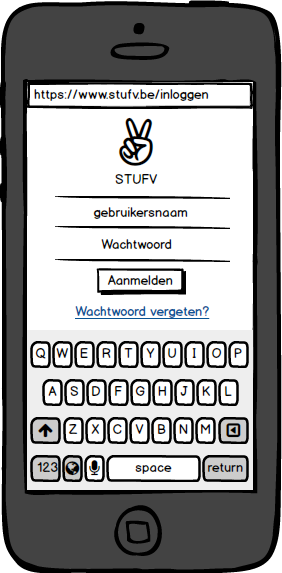 https://www.stufv.be/inloggen
STUFV
gebruikersnaam
Wachtwoord
Aanmelden
Wachtwoord vergeten?
Q W E R T Y U I O P
A S D F G H J K L
Z X C V B N M
123 space return